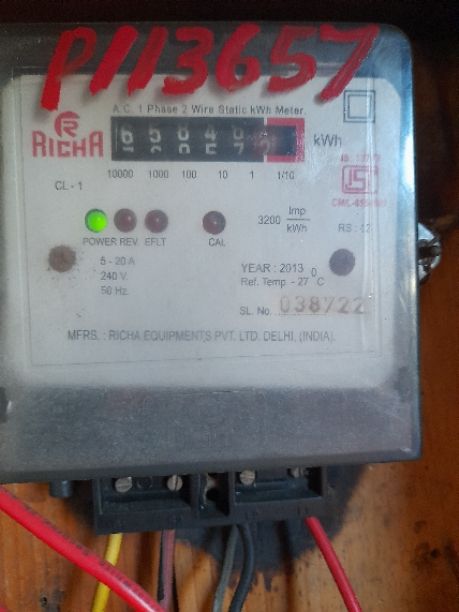 P113657
A.C. 1 Phase 2 Wire Static kWh Meter.
RICHA
kWh
10000 1000 100 10 1 1/10
CL - 1
3200 Imp/kWh
RS : 12
POWER REV. EFLT CAL
5 - 20 A
240 V.
50 Hz.
YEAR : 2013
Ref. Temp - 27 °C
SL. No. 038722
MFRS. : RICHA EQUIPMENTS PVT. LTD. DELHI, (INDIA).